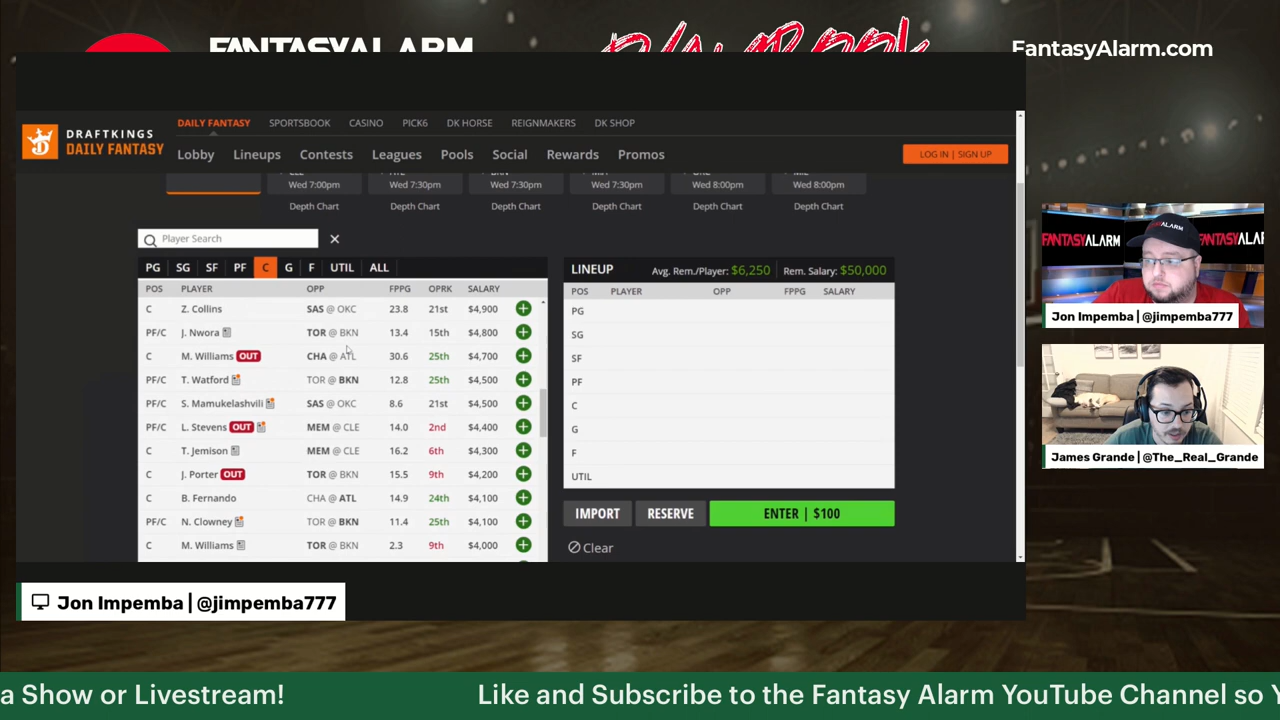 FANTASYALARM
PLAYBOOK
FantasyAlarm.com
DRAFTKINGS
DAILY FANTASY
DAILY FANTASY SPORTSBOOK CASINO PICK6 DK HORSE REIGNMAKERS DK SHOP
Lobby Lineups Contests Leagues Pools Social Rewards Promos
LOG IN | SIGN UP
Wed 7:00pm Wed 7:30pm Wed 7:30pm Wed 7:30pm Wed 8:00pm Wed 8:00pm
Depth Chart Depth Chart Depth Chart Depth Chart Depth Chart Depth Chart
Player Search
PG SG SF PF C G F UTIL ALL
POS PLAYER OPP FPPG OPRK SALARY
C Z. Collins SAS @ OKC 23.8 21st $4,900
PF/C J. Nwora TOR @ BKN 13.4 15th $4,800
C M. Williams OUT CHA @ ATL 30.6 25th $4,700
PF/C T. Watford TOR @ BKN 12.8 25th $4,500
PF/C S. Mamukelashvili SAS @ OKC 8.6 21st $4,500
PF/C L. Stevens OUT MEM @ CLE 14.0 2nd $4,400
C T. Jemison MEM @ CLE 16.2 6th $4,300
C J. Porter OUT TOR @ BKN 15.5 9th $4,200
C B. Fernando CHA @ ATL 14.9 24th $4,100
PF/C N. Clowney TOR @ BKN 11.4 25th $4,100
C M. Williams TOR @ BKN 2.3 9th $4,000
LINEUP Avg. Rem./Player: $6,250 Rem. Salary: $50,000
POS PLAYER OPP FPPG SALARY
PG
SG
SF
PF
C
G
F
UTIL
IMPORT RESERVE ENTER | $100
Clear
FANTASYALARM
ALARM
Jon Impemba | @jimpemba777
James Grande | @The_Real_Grande
Jon Impemba | @jimpemba777
a Show or Livestream! Like and Subscribe to the Fantasy Alarm YouTube Channel so Y